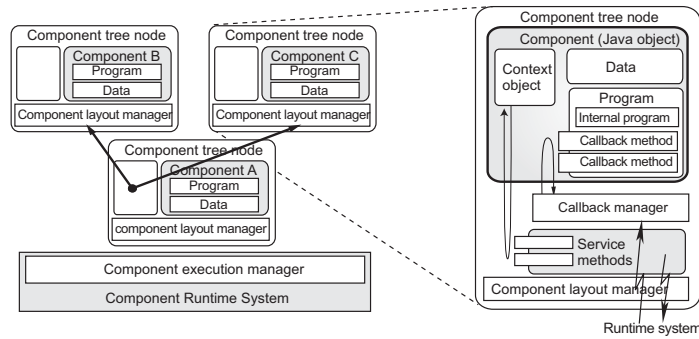 Component tree node
Component B
Program
Data
Component layout manager
Component tree node
Component C
Program
Data
Component layout manager
Component tree node
Component A
Program
Data
component layout manager
Component execution manager
Component Runtime System
Component tree node
Component (Java object)
Context
object
Data
Program
Internal program
Callback method
Callback method
Callback manager
Service
methods
Component layout manager
Runtime system